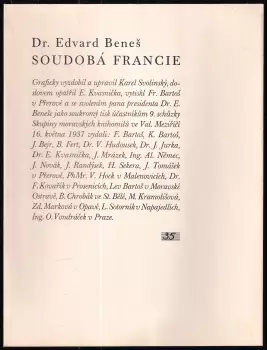 Dr. Edvard Beneš
SOUDOBÁ FRANCIE
Graficky vyzdobil a upravil Karel Svolinský, do-
slovem opatřil E. Kvasnička, vytiskl Fr. Bartoš
v Přerově a se svolením pana presidenta Dr. E.
Beneše jako soukromý tisk účastníkům 9. schůzky
Skupiny moravských knihomilů ve Val. Meziříčí
16. května 1937 vydali: F. Bartoš, K. Bartoš,
J. Bejr, B. Fert, Dr. V. Hudousek, Dr. J. Jurka,
Dr. E. Kvasnička, J. Mrázek, Ing. Al. Němec,
J. Novák, J. Randýsek, H. Sekera, J. Tomášek
v Přerově, PhMr. V. Hoch v Malenovicích, Dr.
F. Kovařík v Prosenicích, Lev Bartoš v Moravské
Ostravě, B. Chrobák ve St. Bělé, M. Kramolišová,
Zd. Marková v Opavě, L. Sotorník v Napajedlích,
Ing. O. Vondráček v Praze.
35